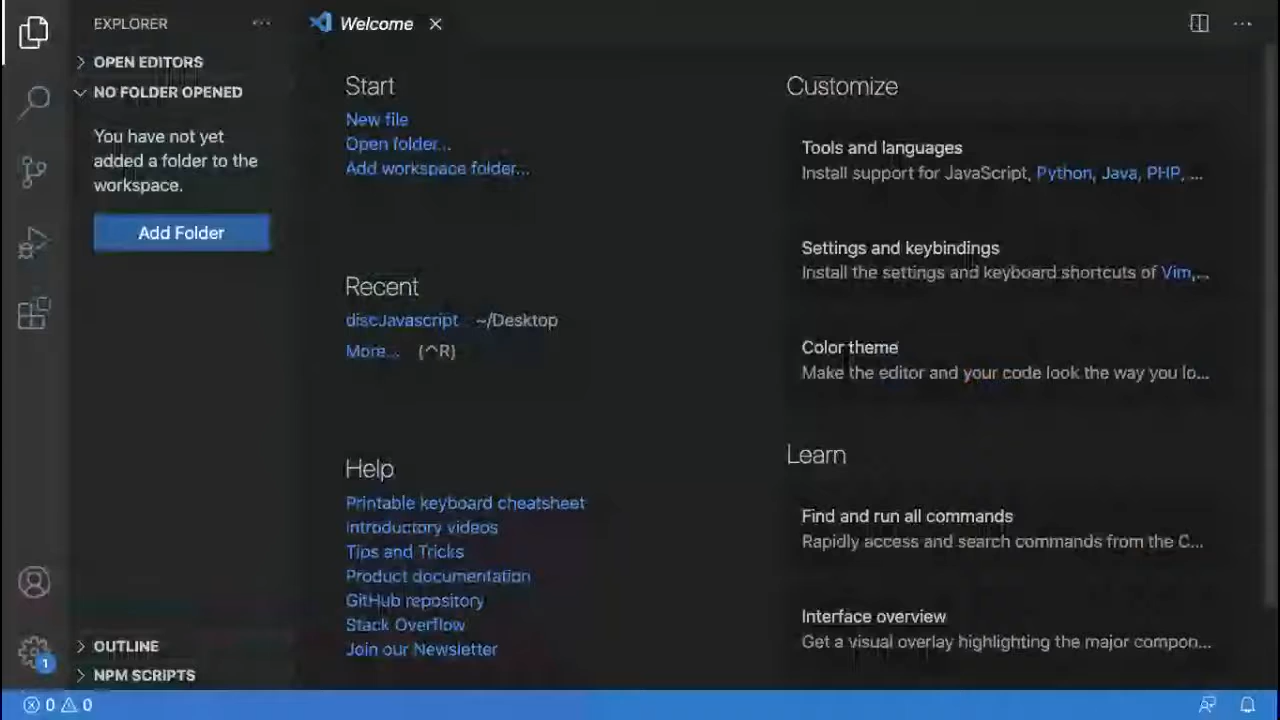 EXPLORER
OPEN EDITORS
NO FOLDER OPENED
You have not yet
added a folder to the
workspace.
Add Folder
OUTLINE
NPM SCRIPTS
Welcome
Start
New file
Open folder...
Add workspace folder...
Recent
discJavascript ~/Desktop
More... (^R)
Help
Printable keyboard cheatsheet
Introductory videos
Tips and Tricks
Product documentation
GitHub repository
Stack Overflow
Join our Newsletter
Customize
Tools and languages
Install support for JavaScript, Python, Java, PHP, ...
Settings and keybindings
Install the settings and keyboard shortcuts of Vim,...
Color theme
Make the editor and your code look the way you lo...
Learn
Find and run all commands
Rapidly access and search commands from the C...
Interface overview
Get a visual overlay highlighting the major compon...
1
0 0